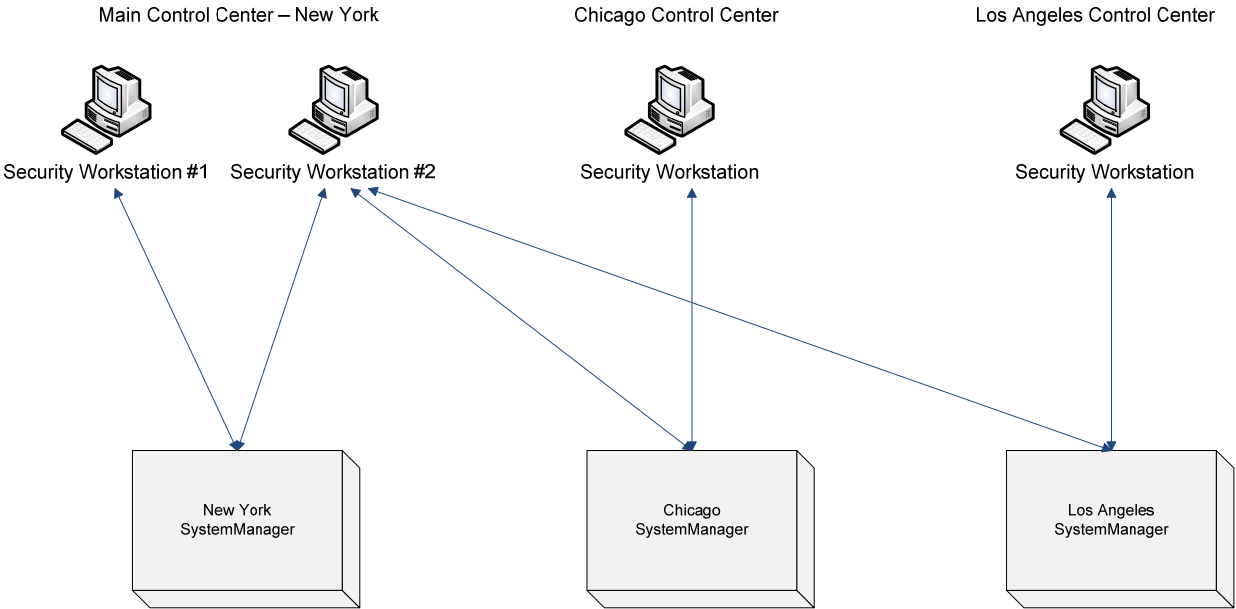 Main Control Center – New York
Chicago Control Center
Los Angeles Control Center
Security Workstation #1
Security Workstation #2
Security Workstation
Security Workstation
New York
SystemManager
Chicago
SystemManager
Los Angeles
SystemManager